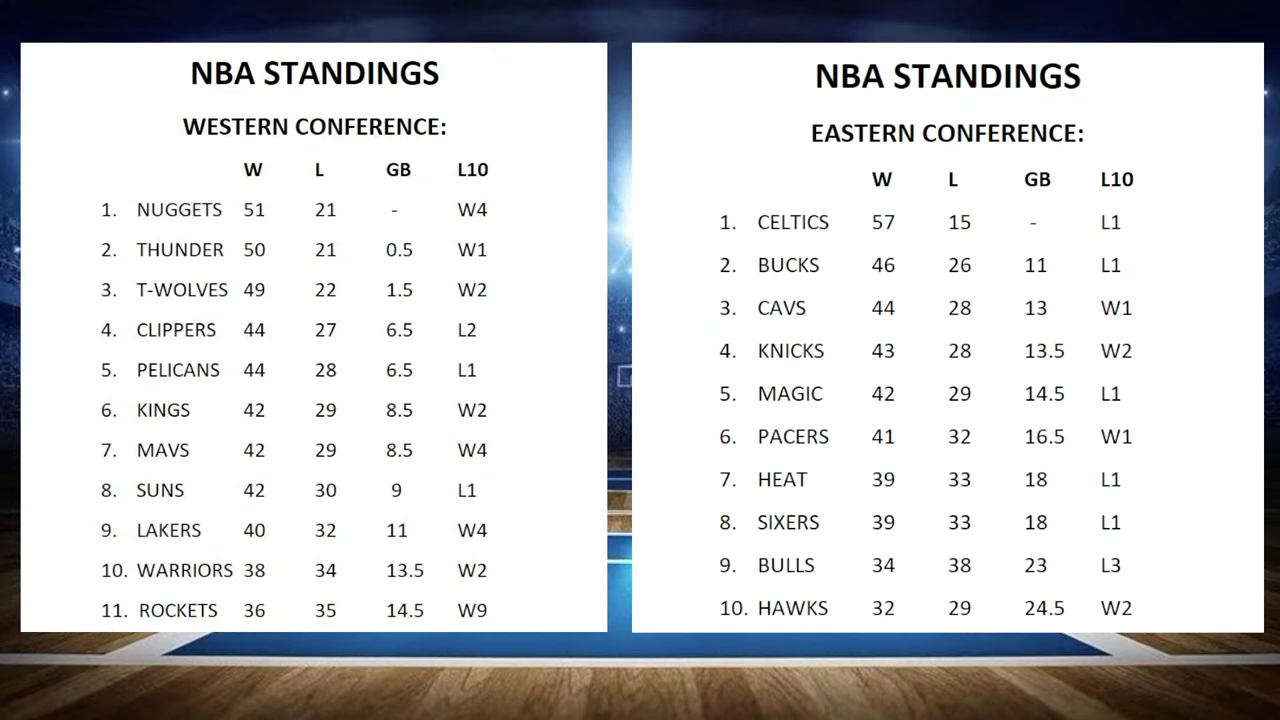 NBA STANDINGS
WESTERN CONFERENCE:
W L GB L10
1. NUGGETS 51 21 - W4
2. THUNDER 50 21 0.5 W1
3. T-WOLVES 49 22 1.5 W2
4. CLIPPERS 44 27 6.5 L2
5. PELICANS 44 28 6.5 L1
6. KINGS 42 29 8.5 W2
7. MAVS 42 29 8.5 W4
8. SUNS 42 30 9 L1
9. LAKERS 40 32 11 W4
10. WARRIORS 38 34 13.5 W2
11. ROCKETS 36 35 14.5 W9
NBA STANDINGS
EASTERN CONFERENCE:
W L GB L10
1. CELTICS 57 15 - L1
2. BUCKS 46 26 11 L1
3. CAVS 44 28 13 W1
4. KNICKS 43 28 13.5 W2
5. MAGIC 42 29 14.5 L1
6. PACERS 41 32 16.5 W1
7. HEAT 39 33 18 L1
8. SIXERS 39 33 18 L1
9. BULLS 34 38 23 L3
10. HAWKS 32 29 24.5 W2